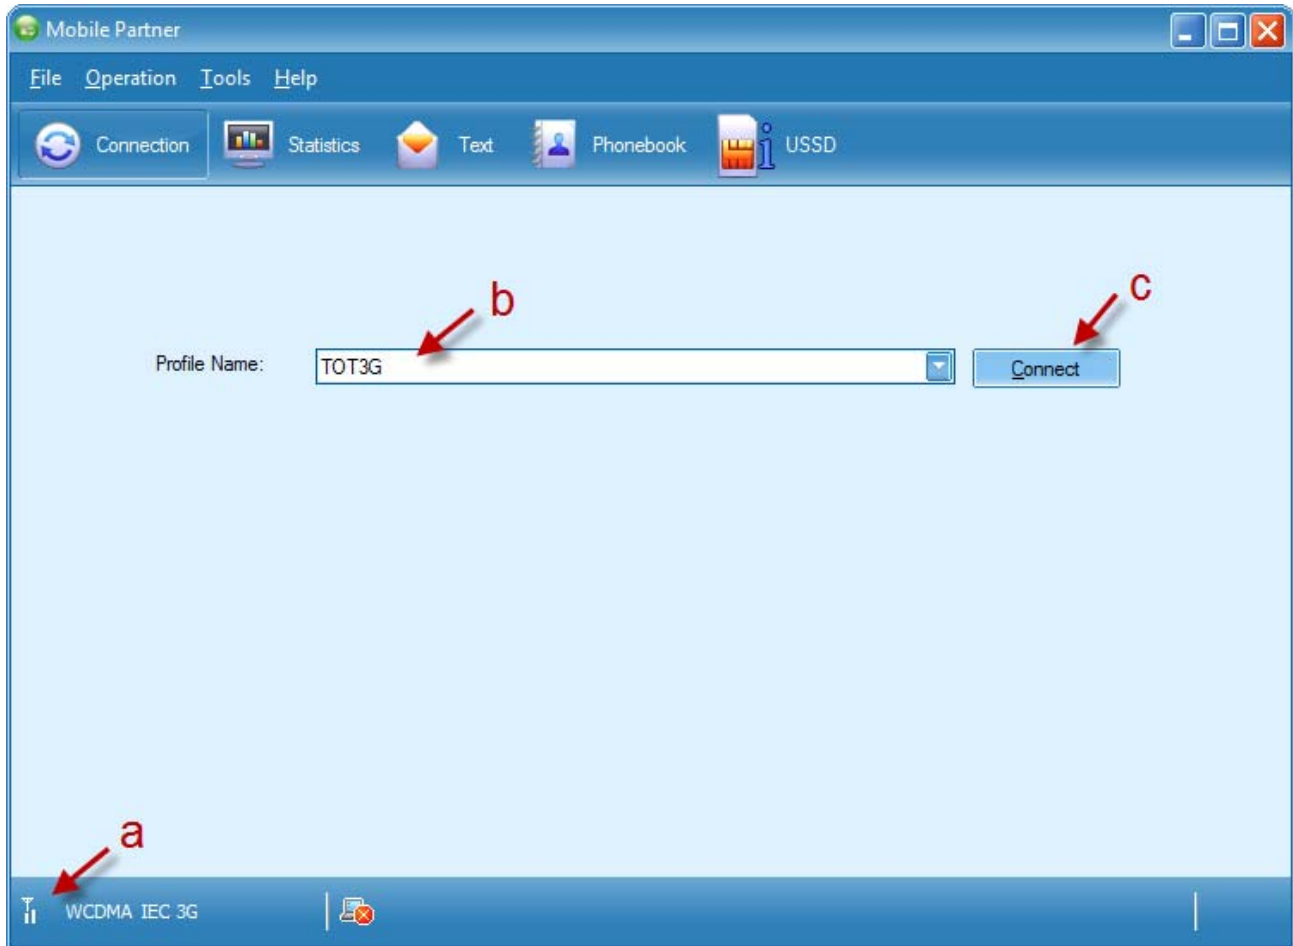 Mobile Partner
File Operation Tools Help
Connection Statistics Text Phonebook USSD
b
c
Profile Name: TOT3G Connect
a
WCDMA IEC 3G